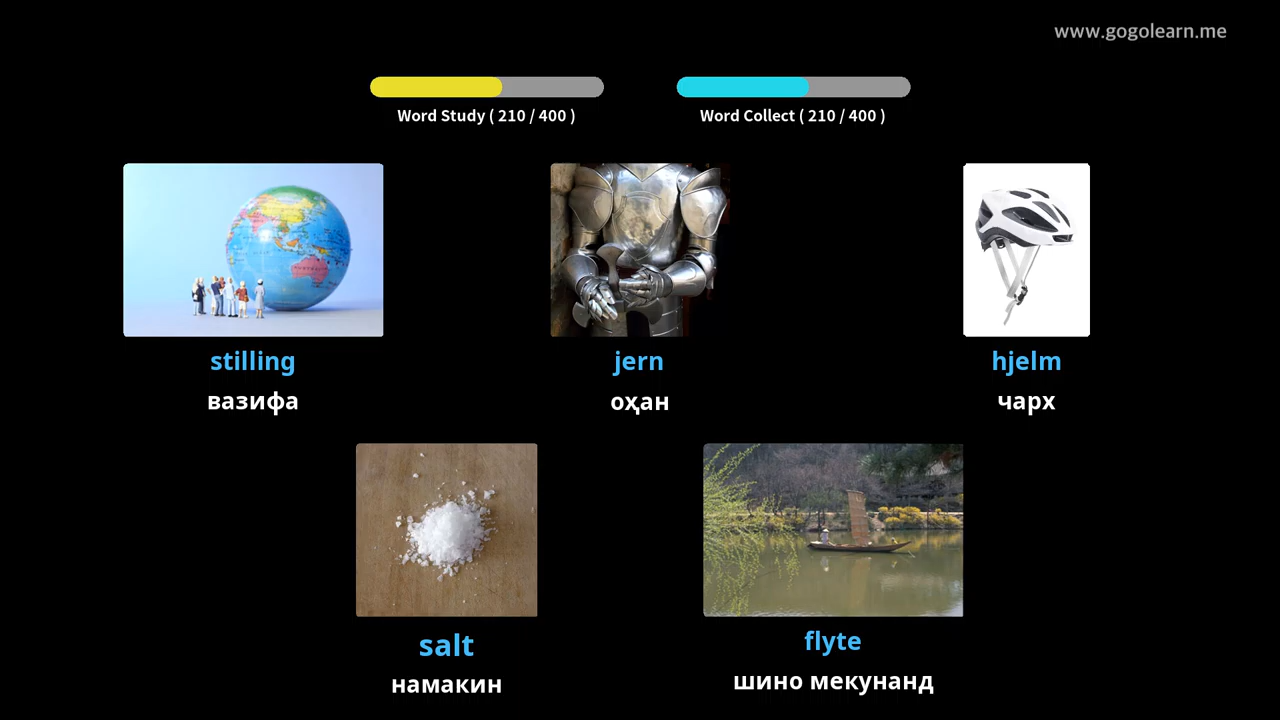 www.gogolearn.me
Word Study ( 210 / 400 )
Word Collect ( 210 / 400 )
stilling
вазифа
jern
оҳан
hjelm
чарх
salt
намакин
flyte
шино мекунанд